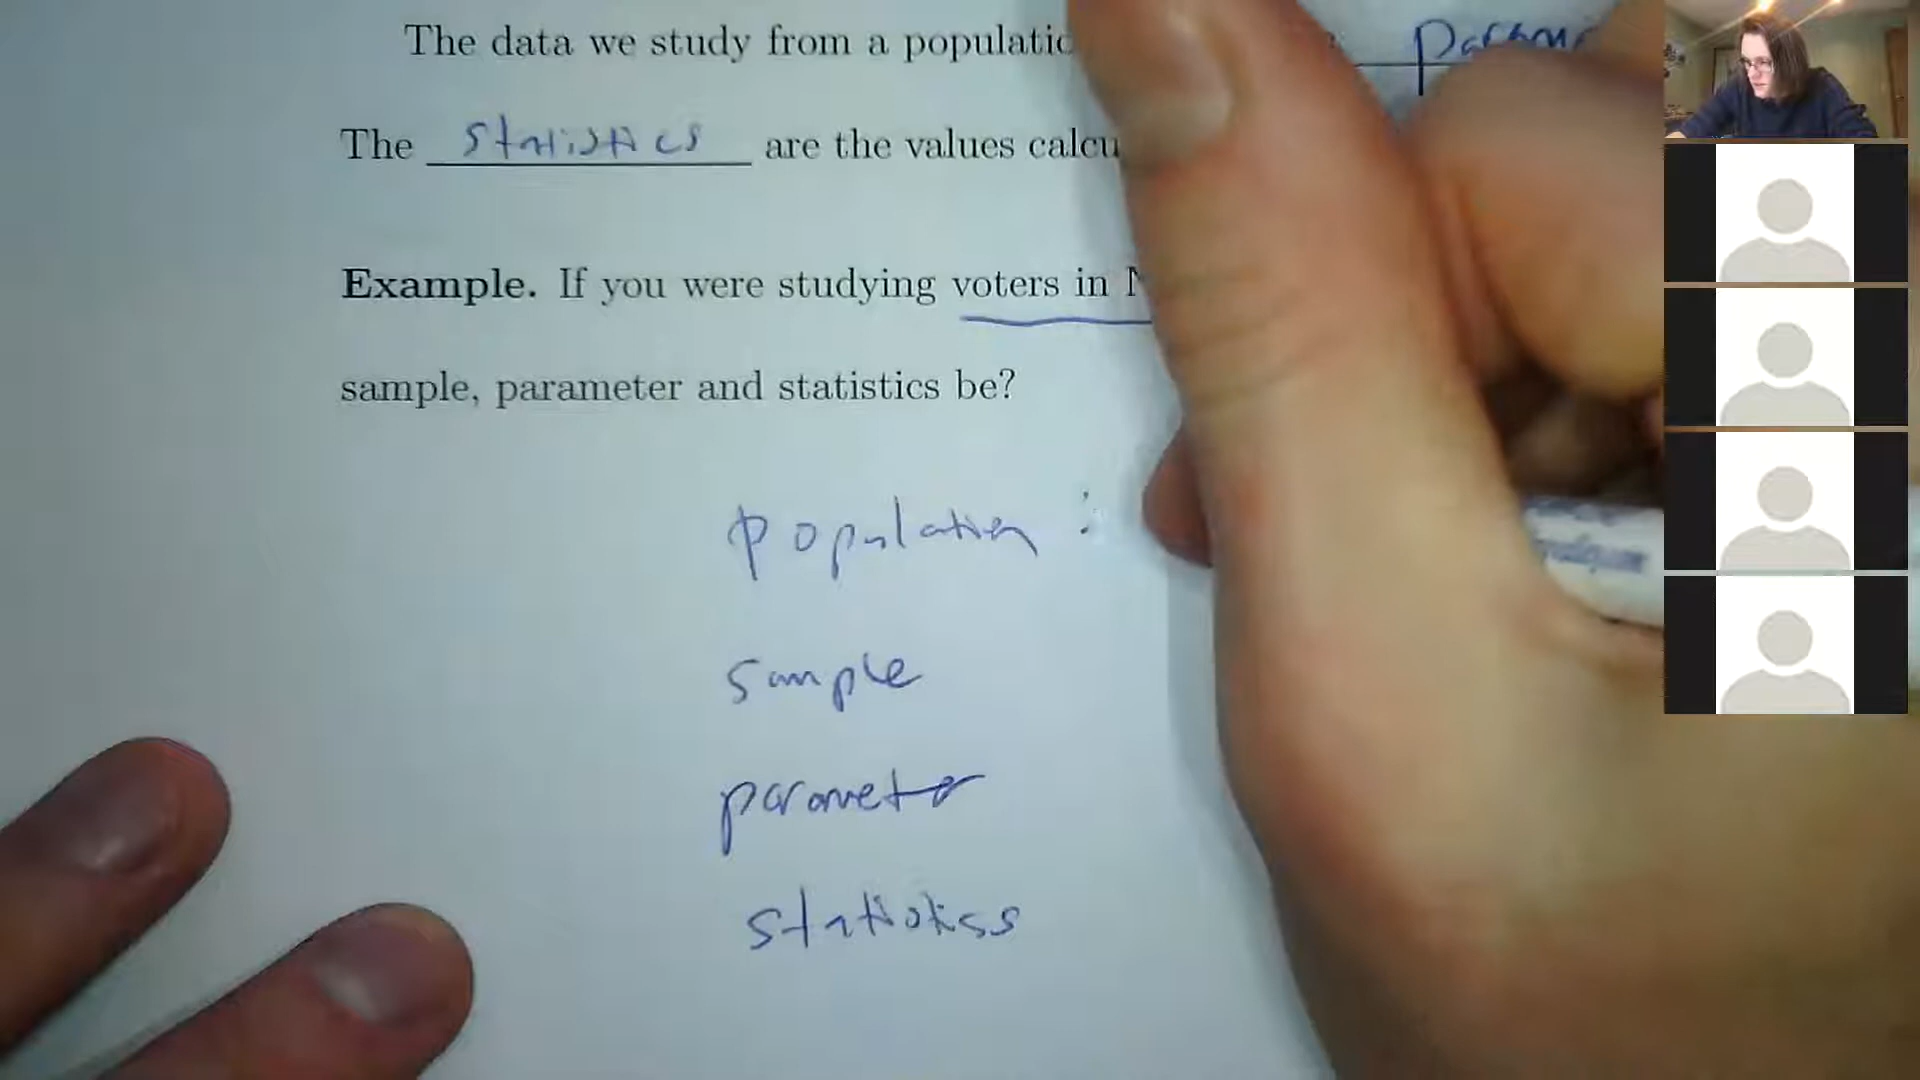 The data we study from a populatio
The statistics are the values calcu
Example. If you were studying voters in N
sample, parameter and statistics be?
population :
sample
parameter
statistiss